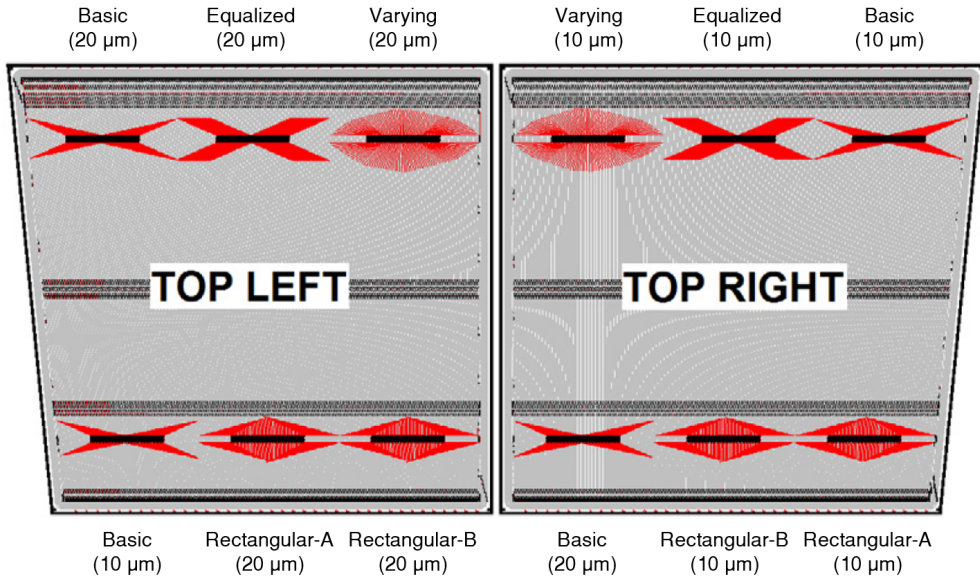 Basic
(20 µm)
Equalized
(20 µm)
Varying
(20 µm)
Varying
(10 µm)
Equalized
(10 µm)
Basic
(10 µm)
TOP LEFT
TOP RIGHT
Basic
(10 µm)
Rectangular-A
(20 µm)
Rectangular-B
(20 µm)
Basic
(20 µm)
Rectangular-B
(10 µm)
Rectangular-A
(10 µm)